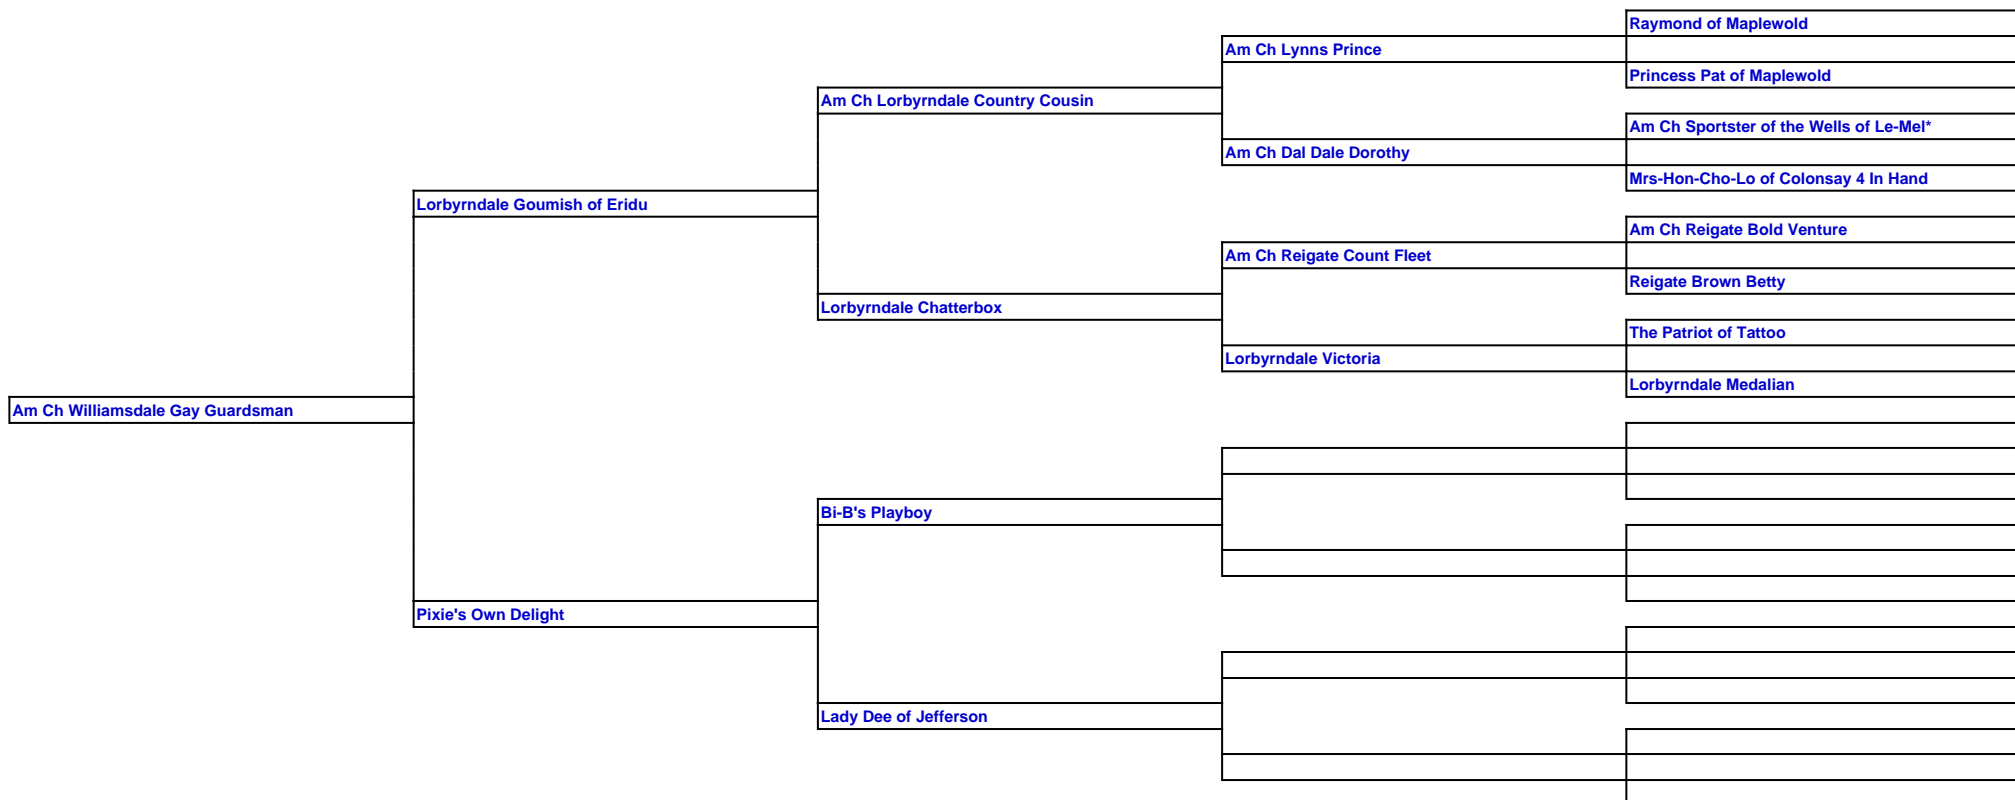 Raymond of Maplewold
Am Ch Lynns Prince
Princess Pat of Maplewold
Am Ch Lorbyrndale Country Cousin
Am Ch Sportster of the Wells of Le-Mel*
Am Ch Dal Dale Dorothy
Mrs-Hon-Cho-Lo of Colonsay 4 In Hand
Lorbyrndale Goumish of Eridu
Am Ch Reigate Bold Venture
Am Ch Reigate Count Fleet
Reigate Brown Betty
Lorbyrndale Chatterbox
The Patriot of Tattoo
Lorbyrndale Victoria
Lorbyrndale Medalian
Am Ch Williamsdale Gay Guardsman
Bi-B's Playboy
Pixie's Own Delight
Lady Dee of Jefferson